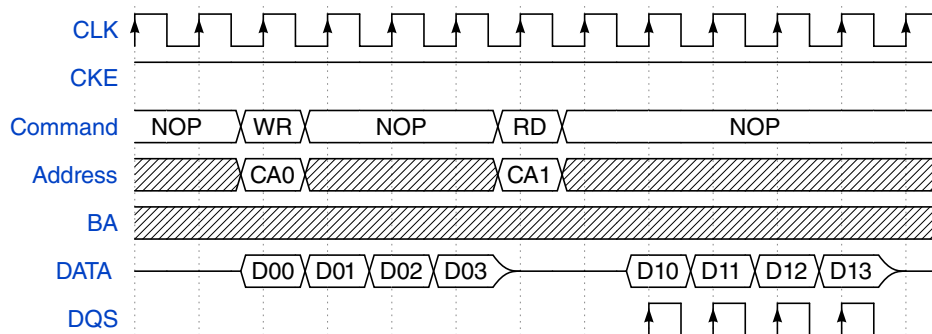 CLK
CKE
Command NOP WR NOP RD NOP
Address CA0 CA1
BA
DATA D00 D01 D02 D03 D10 D11 D12 D13
DQS